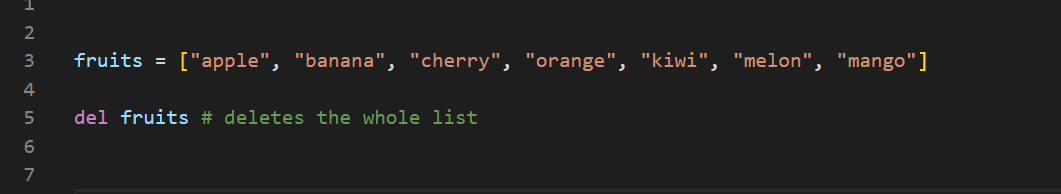 1
2
3 fruits = ["apple", "banana", "cherry", "orange", "kiwi", "melon", "mango"]
4
5 del fruits # deletes the whole list
6
7